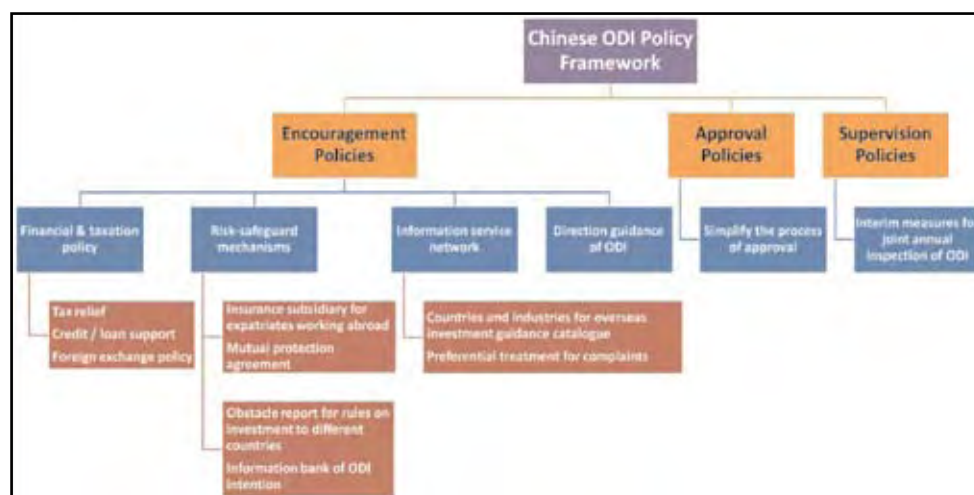 Chinese ODI Policy
Framework
Encouragement
Policies
Approval
Policies
Supervision
Policies
Financial & taxation
policy
Risk-safeguard
mechanisms
Information service
network
Direction guidance
of ODI
Simplify the process
of approval
Interim measures for
joint annual
inspection of ODI
Tax relief
Credit / loan support
Foreign exchange policy
Insurance subsidiary for
expatriates working abroad
Mutual protection
agreement
Countries and industries for overseas
investment guidance catalogue
Preferential treatment for complaints
Obstacle report for rules on
investment to different
countries
Information bank of ODI
intention